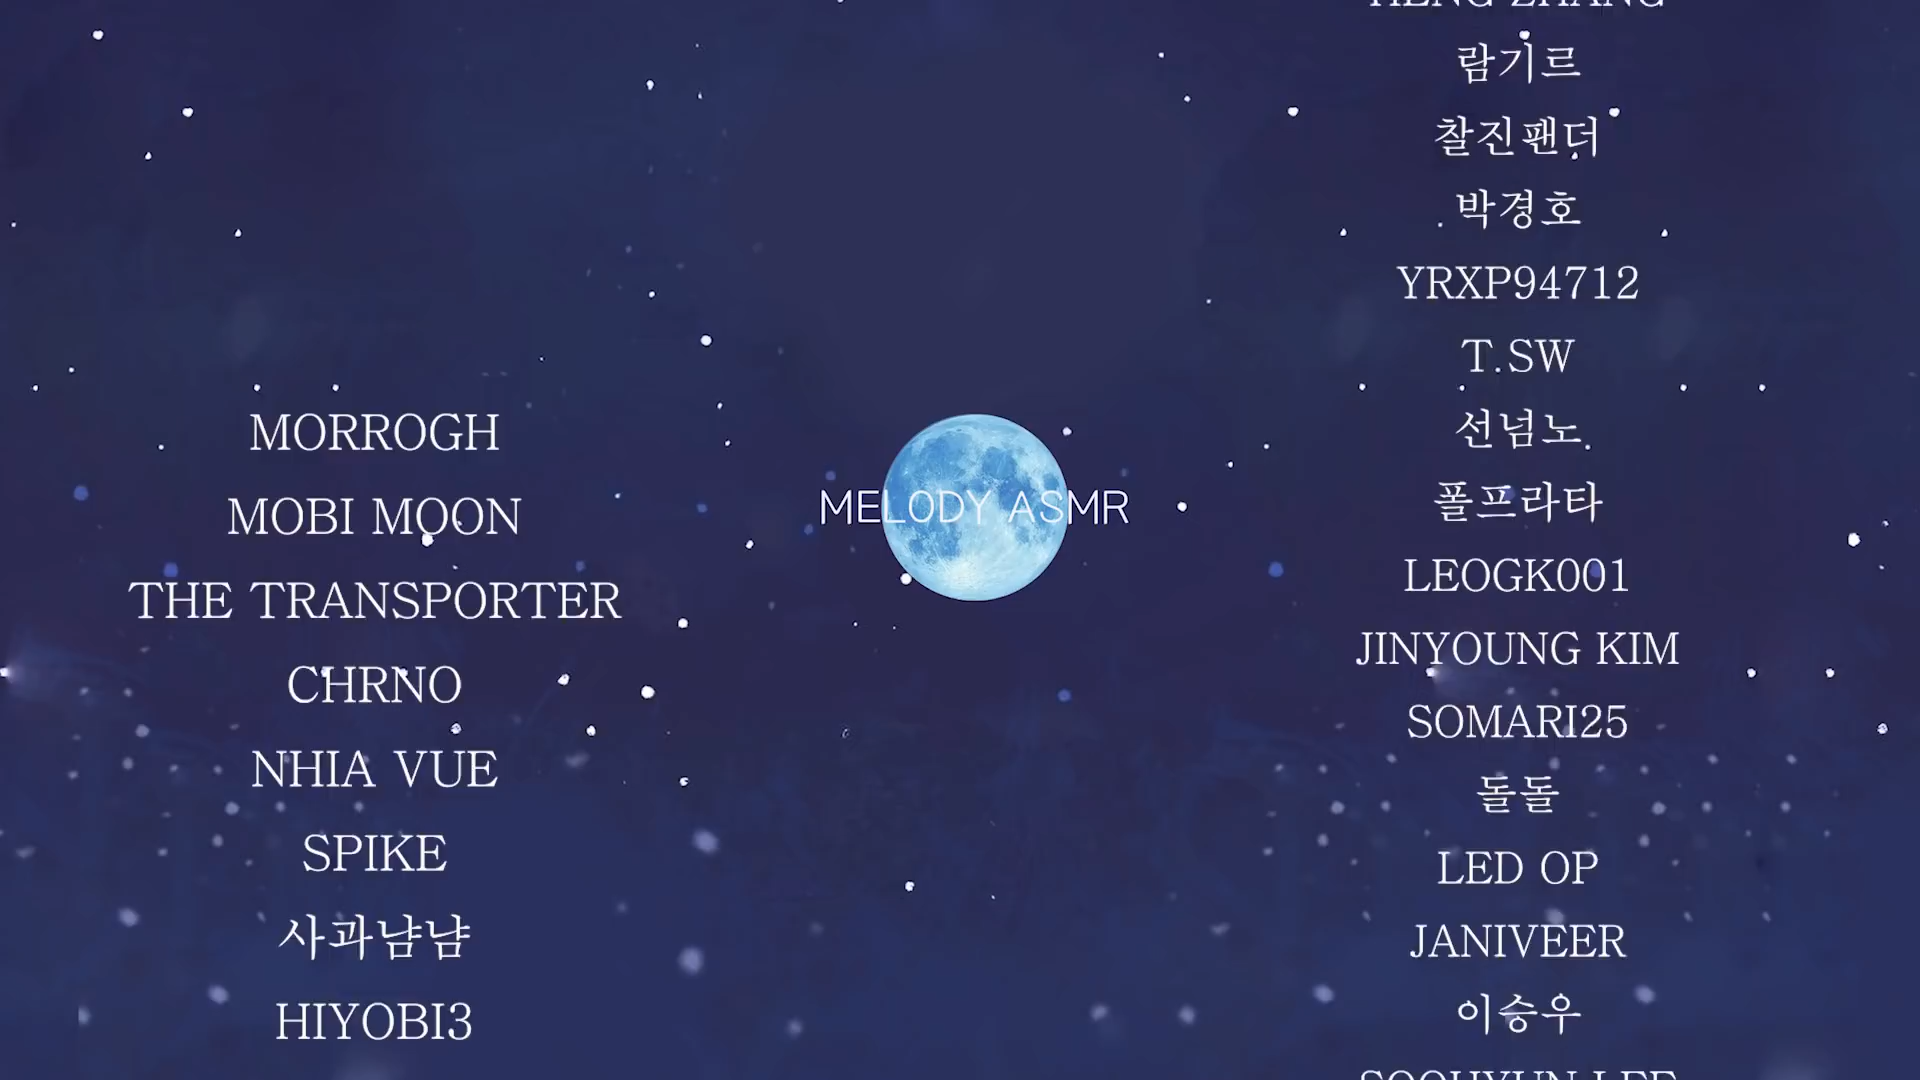 MORROGH
MOBI MOON
THE TRANSPORTER
CHRNO
NHIA VUE
SPIKE
사과냠냠
HIYOBI3
MELODY ASMR
람기르
찰진팬더
박경호
YRXP94712
T.SW
선넘노
폴프라타
LEOGK001
JINYOUNG KIM
SOMARI25
돌돌
LED OP
JANIVEER
이승우